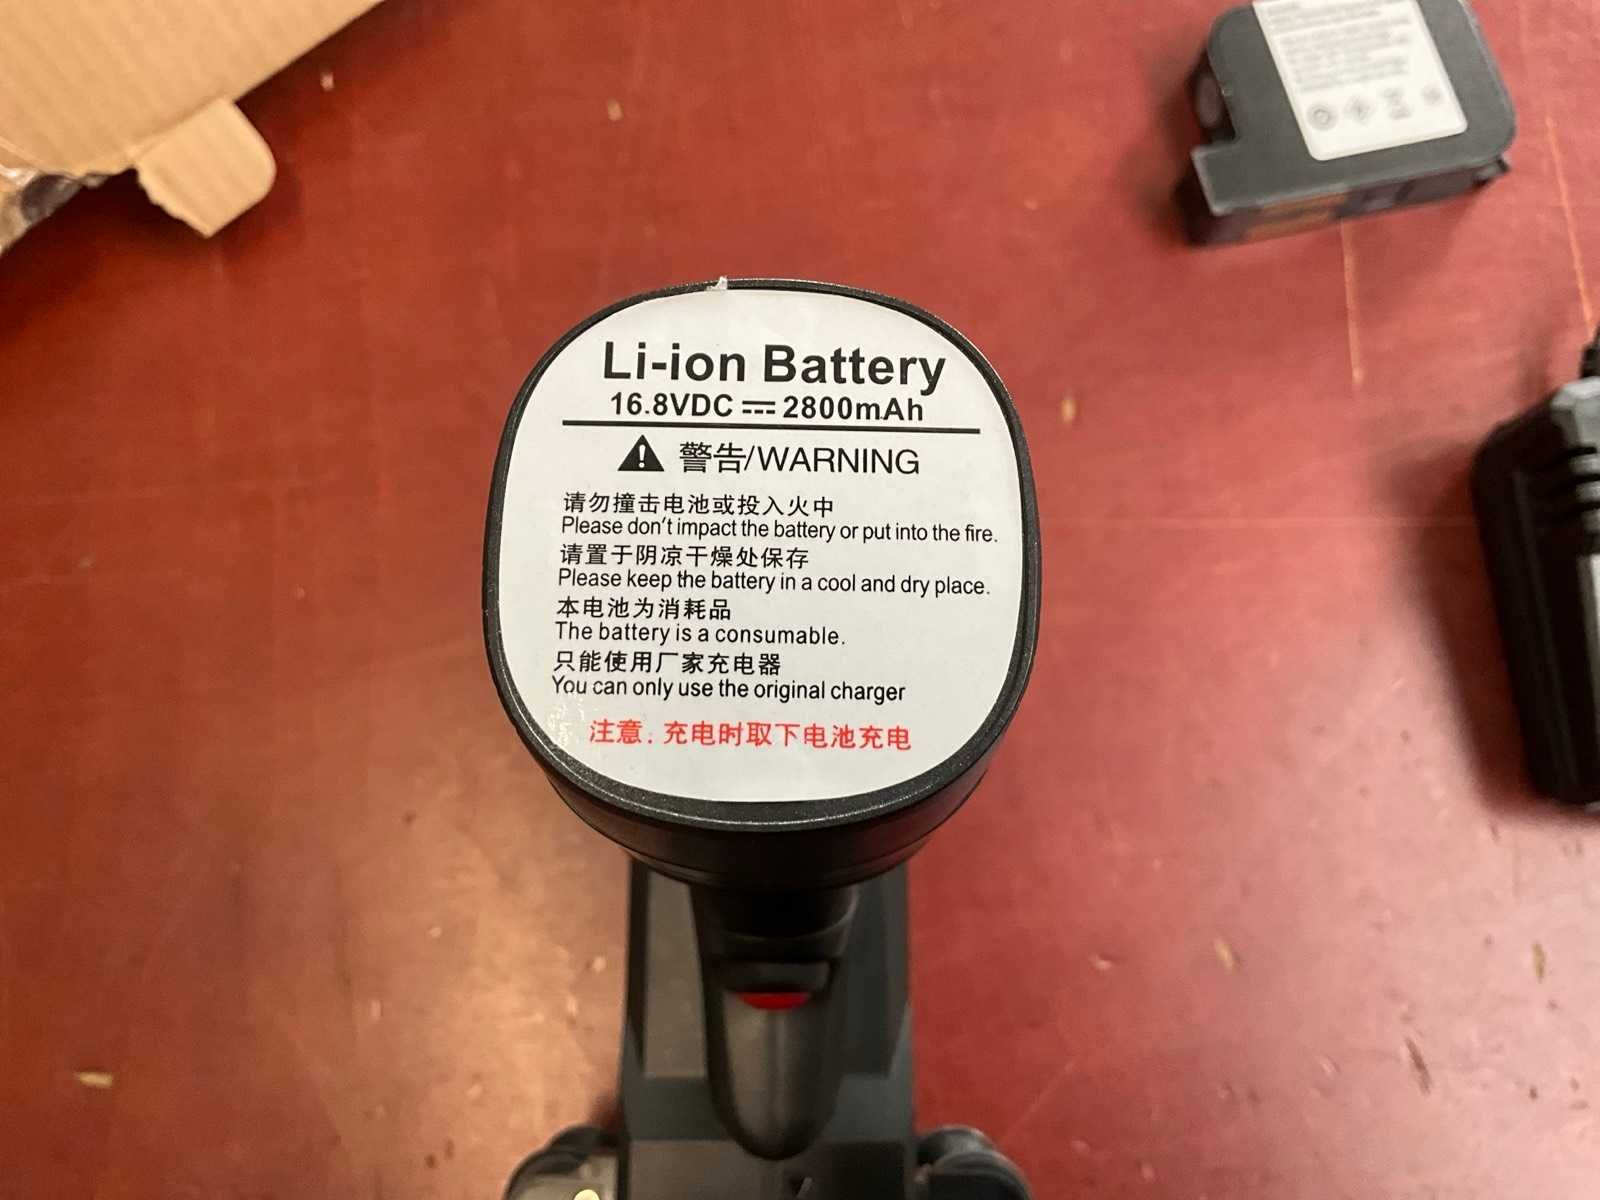 Li-ion Battery
16.8VDC ⎓ 2800mAh
警告/WARNING
请勿撞击电池或投入火中
Please don't impact the battery or put into the fire.
请置于阴凉干燥处保存
Please keep the battery in a cool and dry place.
本电池为消耗品
The battery is a consumable.
只能使用厂家充电器
You can only use the original charger
注意: 充电时取下电池充电